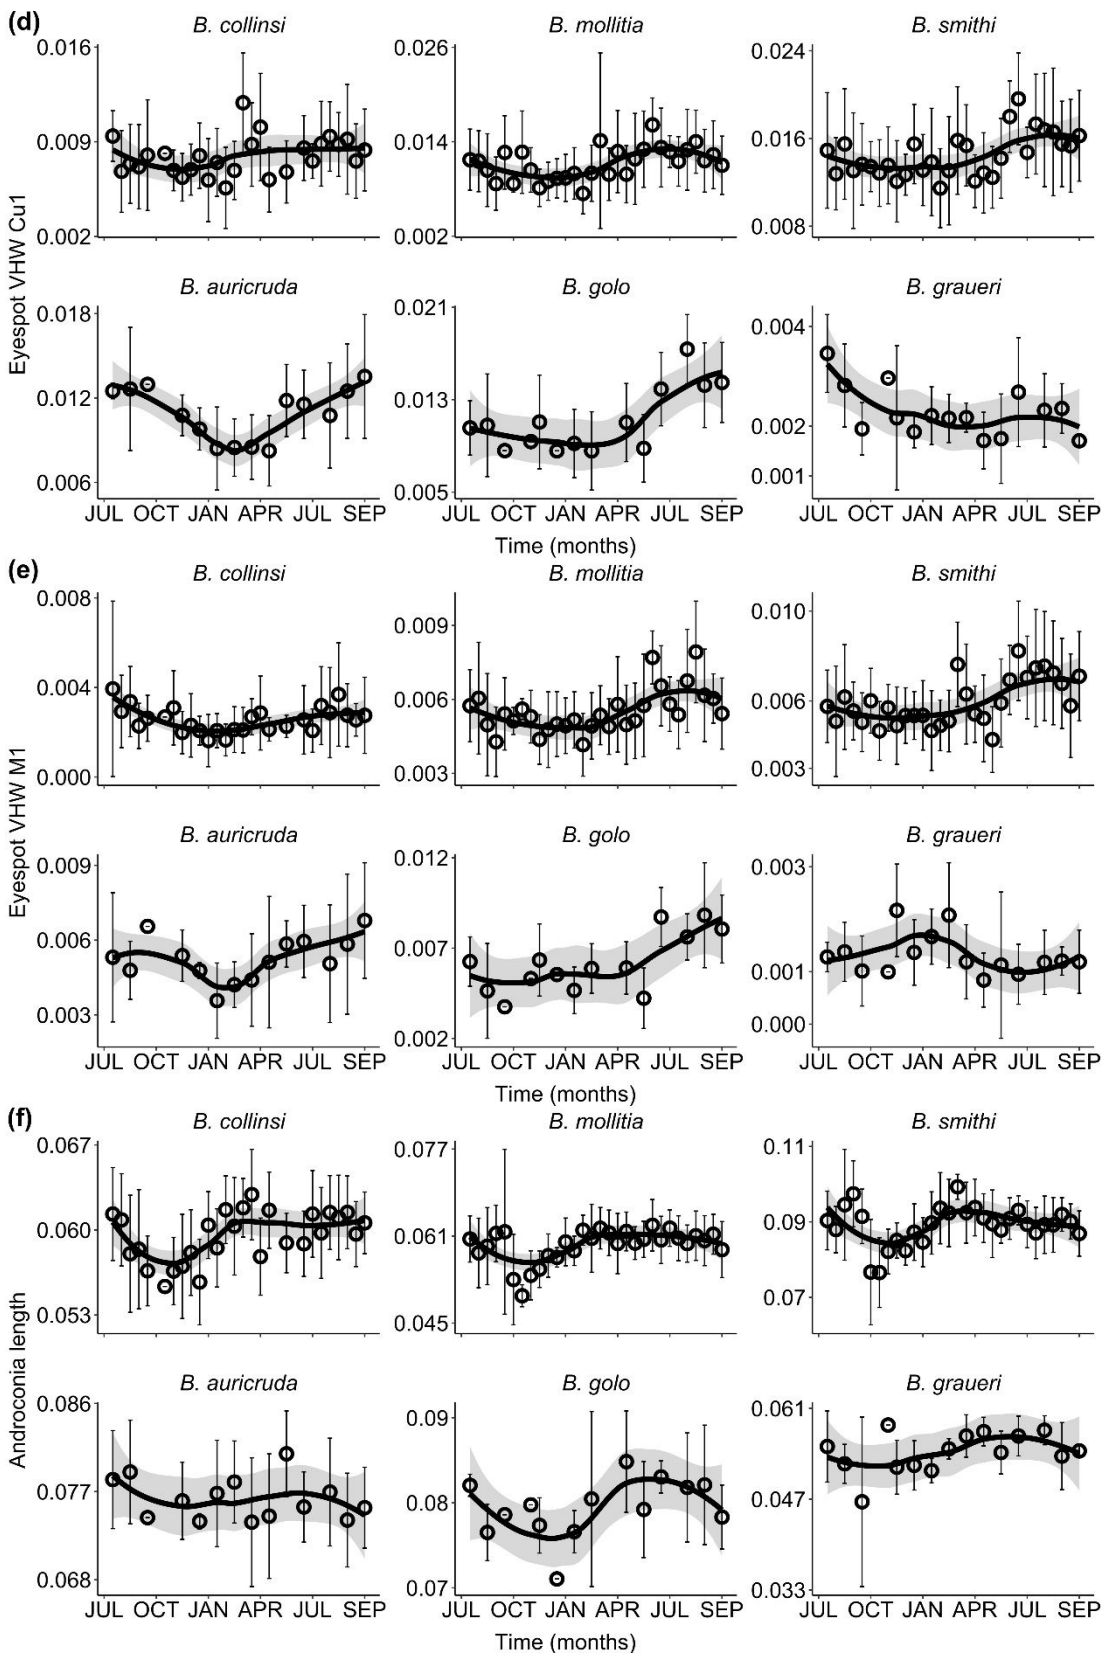 (d)
B. collinsi
B. mollitia
B. smithi
0.016
0.009
0.002
0.026
0.014
0.002
0.024
0.016
0.008
Eyespot VHW Cu1
B. auricruda
B. golo
B. graueri
0.018
0.012
0.006
0.021
0.013
0.005
0.004
0.002
0.001
JUL OCT JAN APR JUL SEP
JUL OCT JAN APR JUL SEP
JUL OCT JAN APR JUL SEP
Time (months)
(e)
B. collinsi
B. mollitia
B. smithi
0.008
0.004
0.000
0.009
0.006
0.003
0.010
0.006
0.003
Eyespot VHW M1
B. auricruda
B. golo
B. graueri
0.009
0.006
0.003
0.012
0.007
0.002
0.003
0.001
0.000
JUL OCT JAN APR JUL SEP
JUL OCT JAN APR JUL SEP
JUL OCT JAN APR JUL SEP
Time (months)
(f)
B. collinsi
B. mollitia
B. smithi
0.067
0.060
0.053
0.077
0.061
0.045
0.11
0.09
0.07
Androconia length
B. auricruda
B. golo
B. graueri
0.086
0.077
0.068
0.09
0.08
0.07
0.061
0.047
0.033
JUL OCT JAN APR JUL SEP
JUL OCT JAN APR JUL SEP
JUL OCT JAN APR JUL SEP
Time (months)